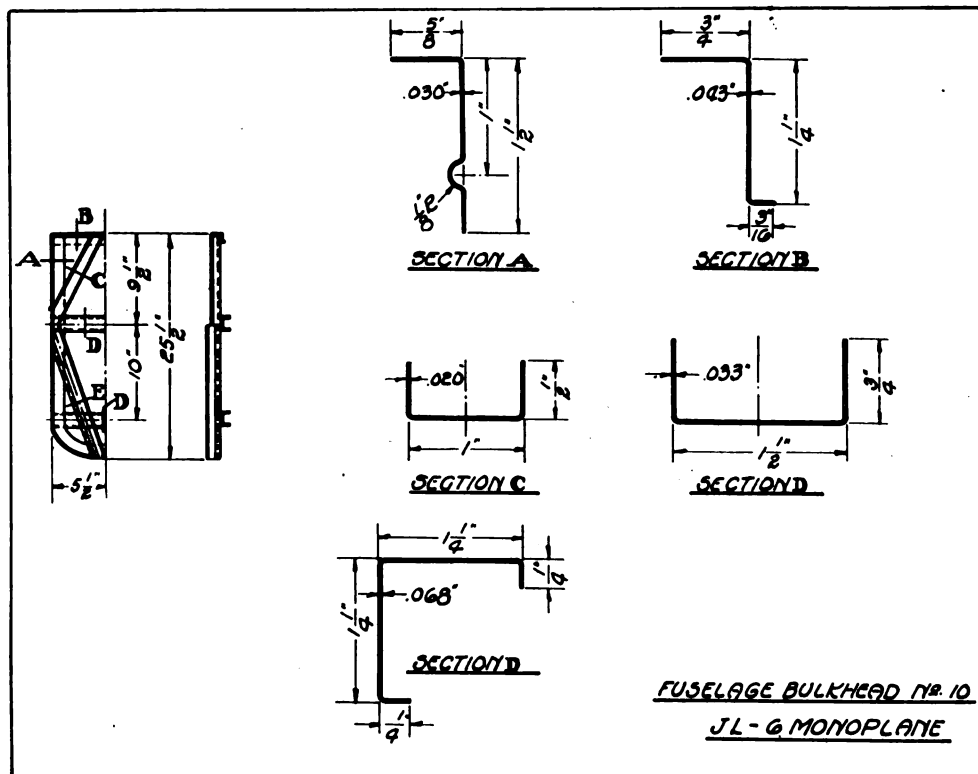 5/8"
.030"
1"
1 1/2"
1/8 R
SECTION A
3/4"
.043"
1 1/4"
3/16"
SECTION B
A
B
C
D
E
D
9 1/2"
10"
25 1/2"
5 1/2"
.020"
1/2"
1"
SECTION C
.033"
3/4"
1 1/2"
SECTION D
1 1/4"
1/4"
1 1/4"
.068"
1/4"
SECTION D
FUSELAGE BULKHEAD No. 10
JL-6 MONOPLANE